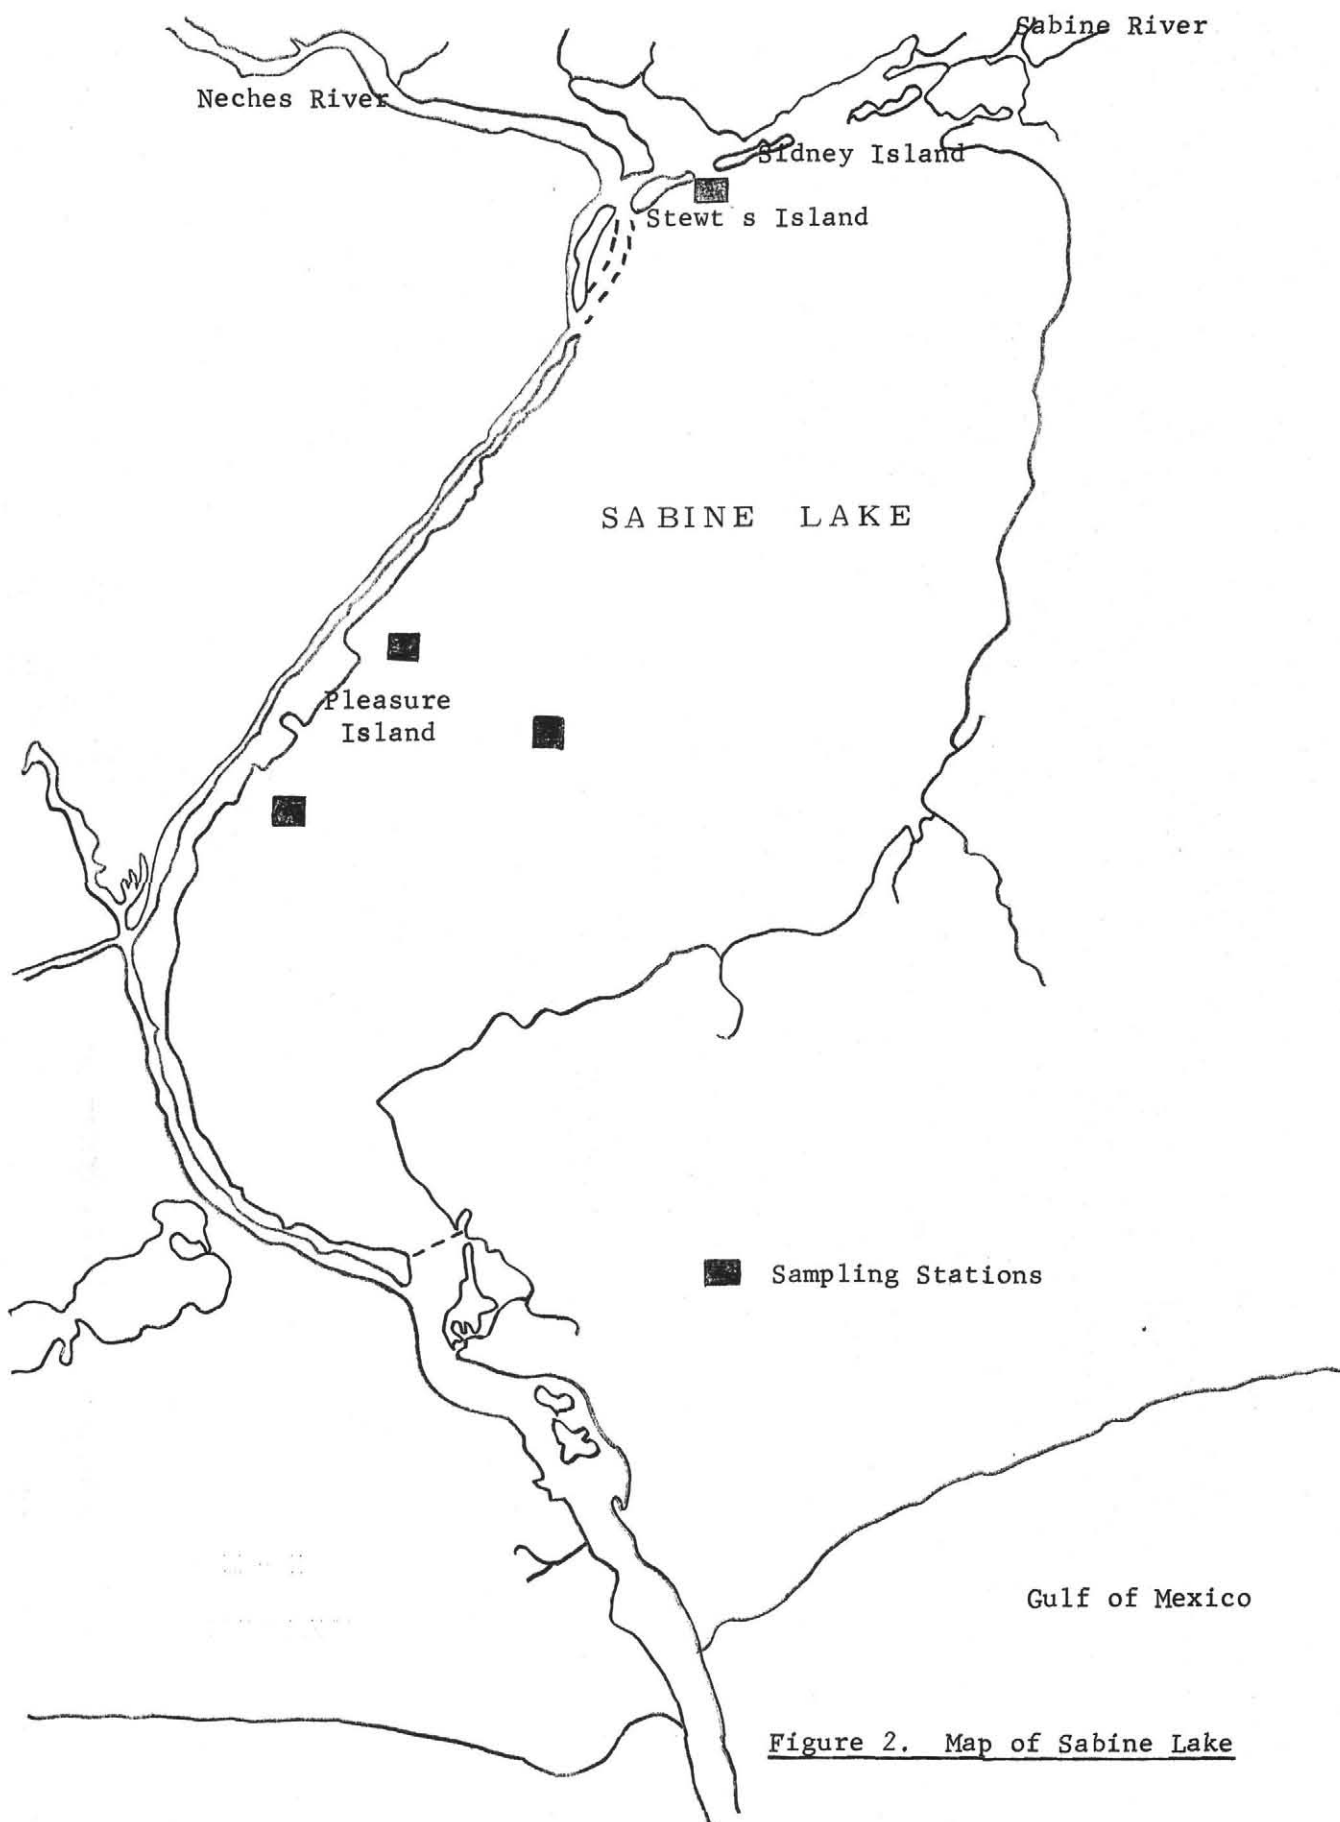 Sabine River
Neches River
Sidney Island
Stewt s Island
SABINE LAKE
Pleasure
Island
Sampling Stations
Gulf of Mexico
Figure 2. Map of Sabine Lake